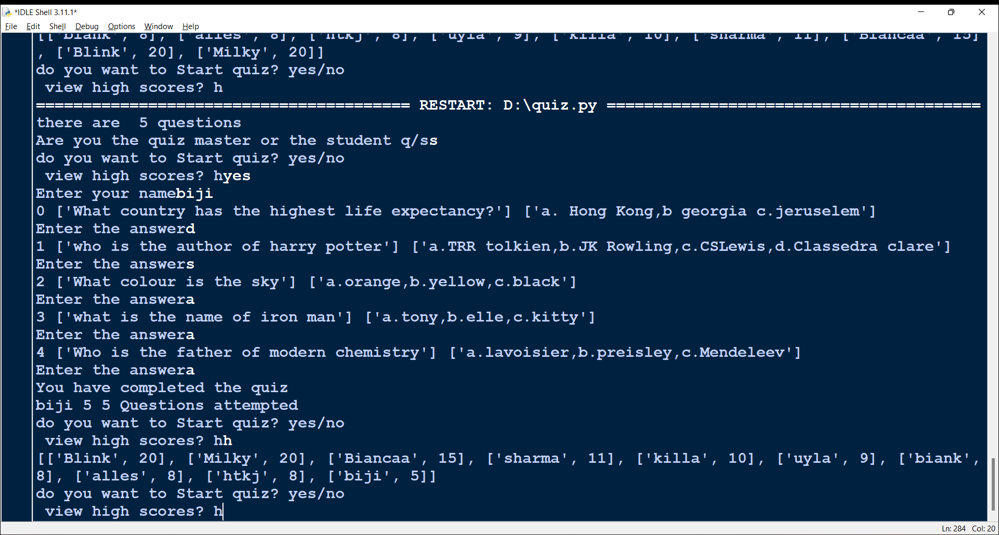 *IDLE Shell 3.11.1*
File Edit Shell Debug Options Window Help
[['biank', 8], ['alles', 8], ['htkj', 8], ['uyla', 9], ['killa', 10], ['sharma', 11], ['Biancaa', 15]
, ['Blink', 20], ['Milky', 20]]
do you want to Start quiz? yes/no
 view high scores? h
======================================== RESTART: D:\quiz.py ========================================
there are  5 questions
Are you the quiz master or the student q/ss
do you want to Start quiz? yes/no
 view high scores? hyes
Enter your namebiji
0 ['What country has the highest life expectancy?'] ['a. Hong Kong,b georgia c.jeruselem']
Enter the answerd
1 ['who is the author of harry potter'] ['a.TRR tolkien,b.JK Rowling,c.CSLewis,d.Classedra clare']
Enter the answers
2 ['What colour is the sky'] ['a.orange,b.yellow,c.black']
Enter the answera
3 ['what is the name of iron man'] ['a.tony,b.elle,c.kitty']
Enter the answera
4 ['Who is the father of modern chemistry'] ['a.lavoisier,b.preisley,c.Mendeleev']
Enter the answera
You have completed the quiz
biji 5 5 Questions attempted
do you want to Start quiz? yes/no
 view high scores? hh
[['Blink', 20], ['Milky', 20], ['Biancaa', 15], ['sharma', 11], ['killa', 10], ['uyla', 9], ['biank',
8], ['alles', 8], ['htkj', 8], ['biji', 5]]
do you want to Start quiz? yes/no
 view high scores? h
Ln: 284 Col: 20